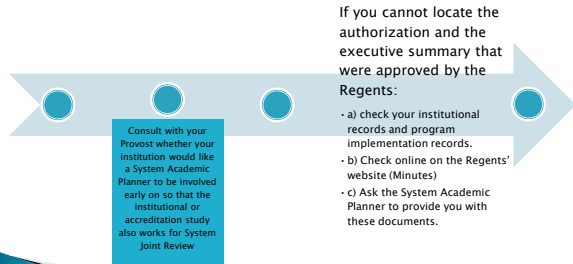 Consult with your
Provost whether your
institution would like
a System Academic
Planner to be involved
early on so that the
institutional or
accreditation study
also works for System
Joint Review
If you cannot locate the
authorization and the
executive summary that
were approved by the
Regents:
• a) check your institutional
records and program
implementation records.
• b) Check online on the Regents'
website (Minutes)
• c) Ask the System Academic
Planner to provide you with
these documents.